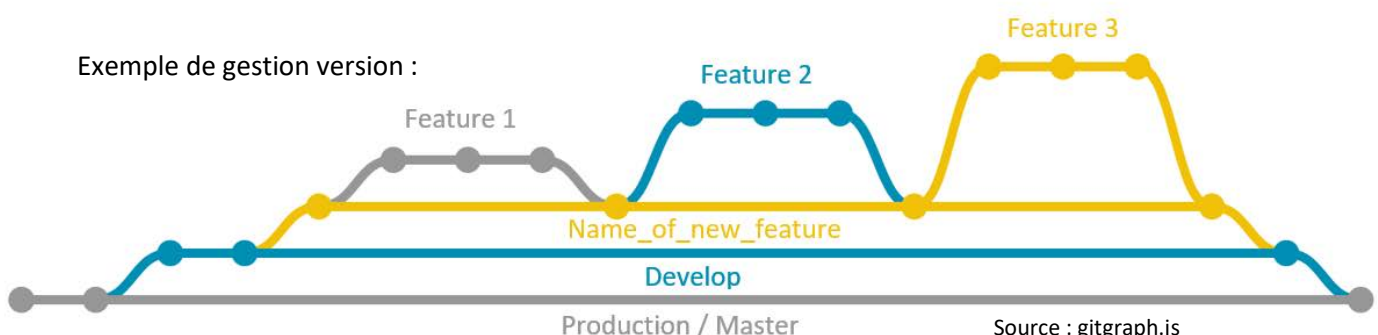 Feature 3
Exemple de gestion version :
Feature 2
Feature 1
Name_of_new_feature
Develop
Production / Master
Source : gitgraph.js